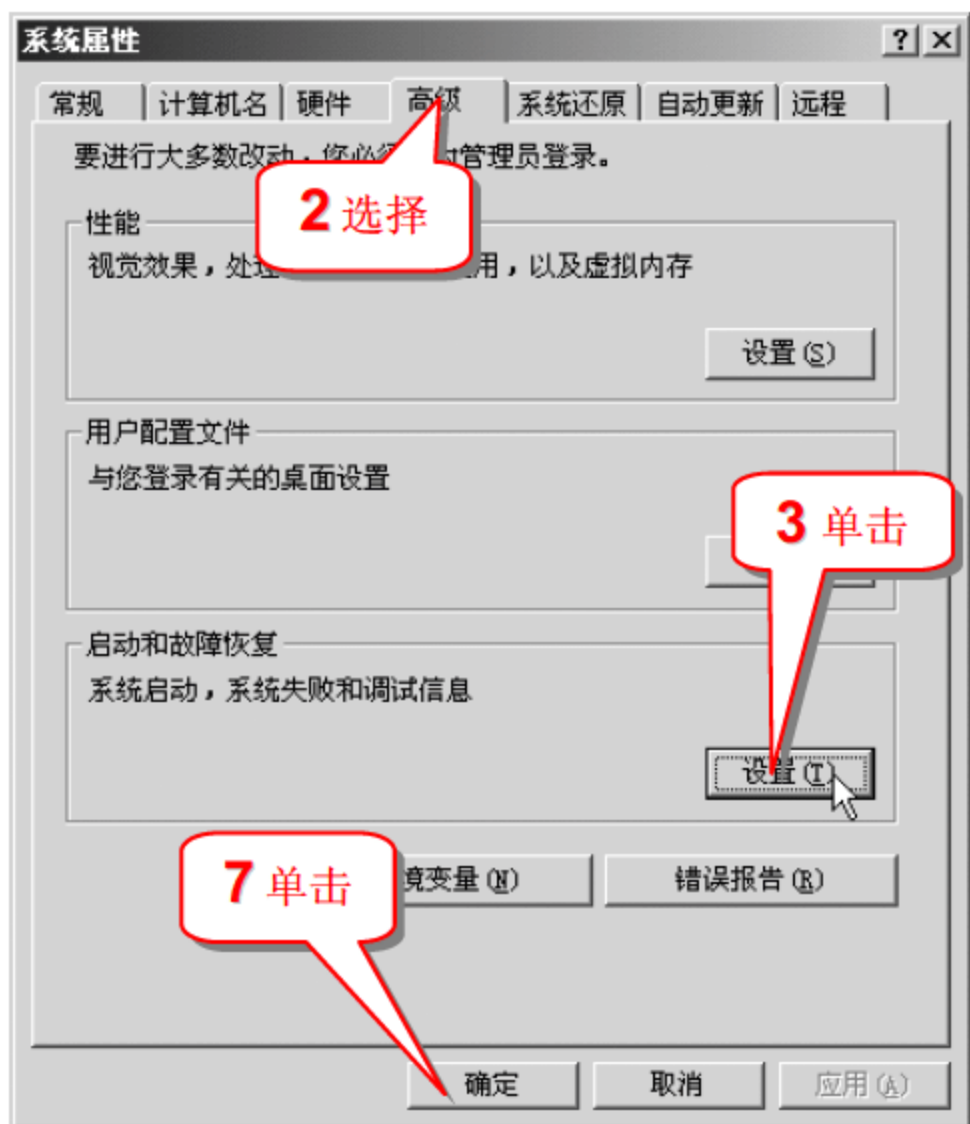 系统属性
常规 计算机名 硬件 高级 系统还原 自动更新 远程
要进行大多数改动，您必须 管理员登录。
2 选择
性能
视觉效果，处理 用，以及虚拟内存
设置(S)
用户配置文件
与您登录有关的桌面设置
3 单击
启动和故障恢复
系统启动，系统失败和调试信息
设置(T)
7 单击
境变量(N) 错误报告(R)
确定 取消 应用(A)